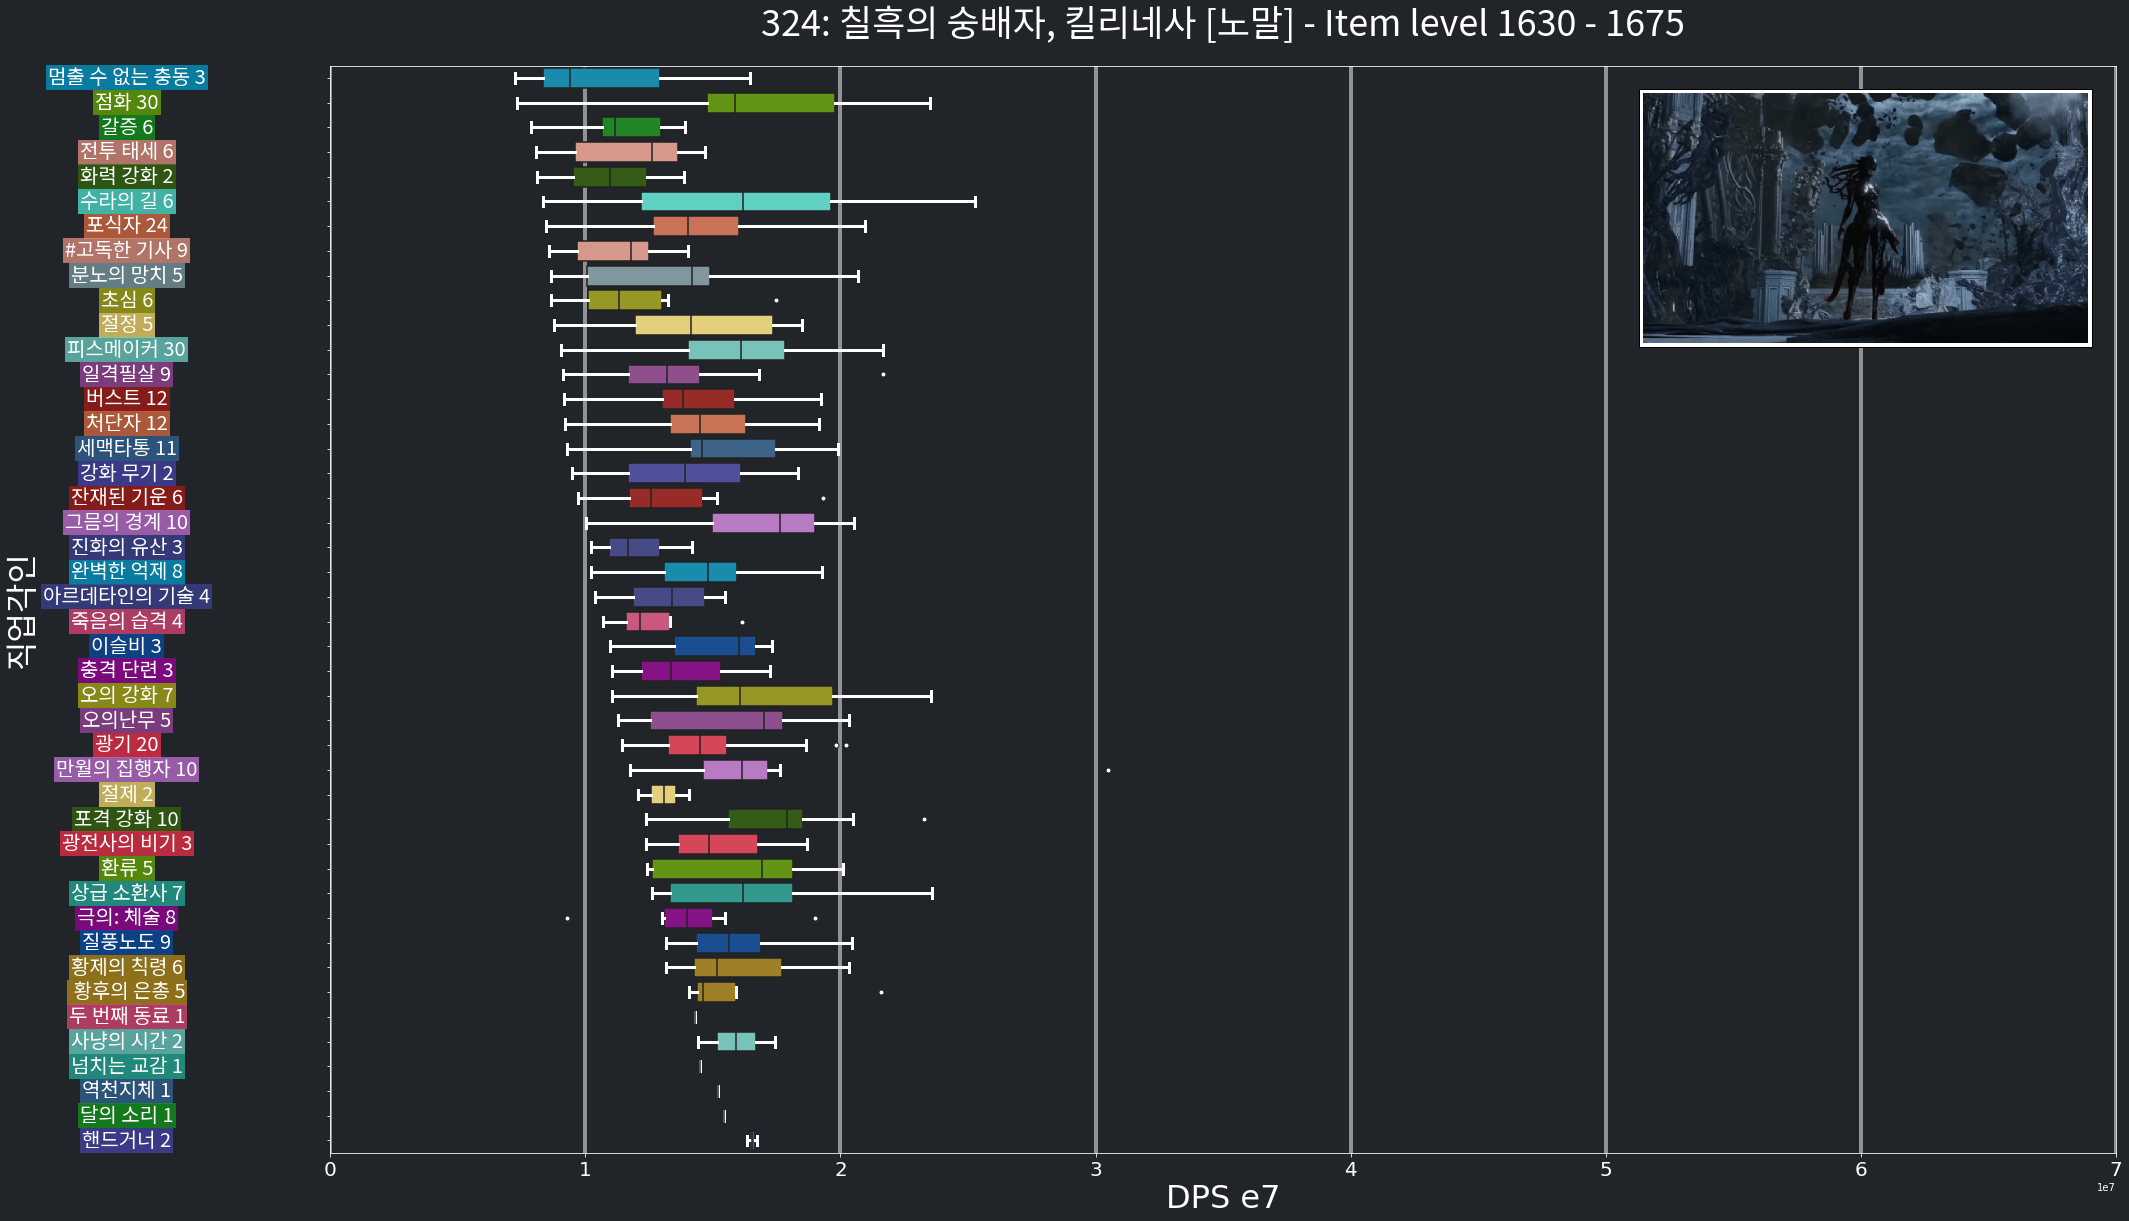 324: 칠흑의 숭배자, 킬리네사 [노말] - Item level 1630 - 1675
멈출 수 없는 충동 3
점화 30
갈증 6
전투 태세 6
화력 강화 2
수라의 길 6
포식자 24
#고독한 기사 9
분노의 망치 5
초심 6
절정 5
피스메이커 30
일격필살 9
버스트 12
처단자 12
세맥타통 11
강화 무기 2
잔재된 기운 6
그믐의 경계 10
진화의 유산 3
완벽한 억제 8
아르데타인의 기술 4
죽음의 습격 4
이슬비 3
충격 단련 3
오의 강화 7
오의난무 5
광기 20
만월의 집행자 10
절제 2
포격 강화 10
광전사의 비기 3
환류 5
상급 소환사 7
극의: 체술 8
질풍노도 9
황제의 칙령 6
황후의 은총 5
두 번째 동료 1
사냥의 시간 2
넘치는 교감 1
역천지체 1
달의 소리 1
핸드거너 2
직업각인
0 1 2 3 4 5 6 7
1e7
DPS e7